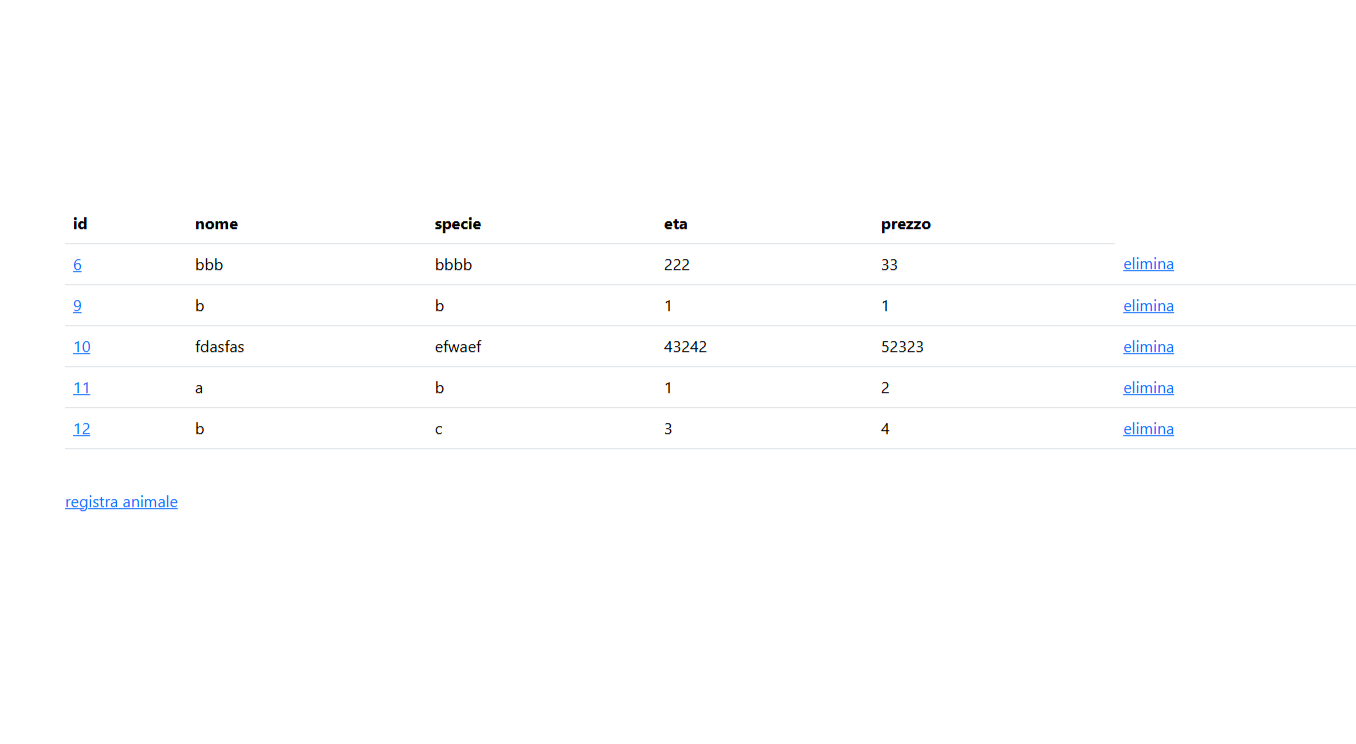 id nome specie eta prezzo
6 bbb bbbb 222 33 elimina
9 b b 1 1 elimina
10 fdasfas efwaef 43242 52323 elimina
11 a b 1 2 elimina
12 b c 3 4 elimina
registra animale